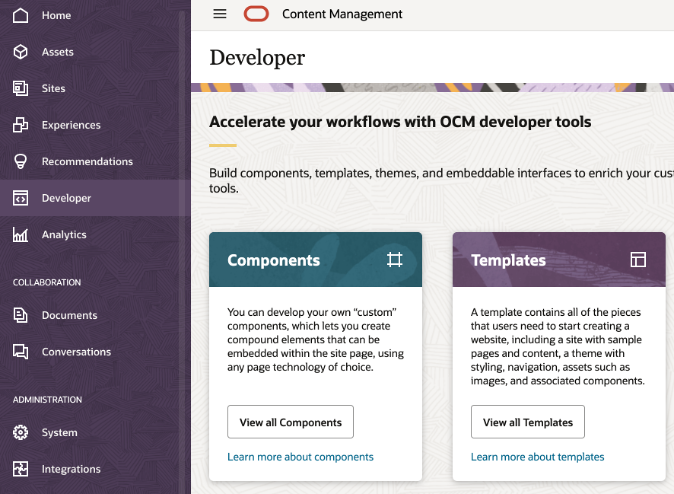 Home
Assets
Sites
Experiences
Recommendations
Developer
Analytics
COLLABORATION
Documents
Conversations
ADMINISTRATION
System
Integrations
Content Management
Developer
Accelerate your workflows with OCM developer tools
Build components, templates, themes, and embeddable interfaces to enrich your
tools.
Components
You can develop your own “custom”
components, which lets you create
compound elements that can be
embedded within the site page, using
any page technology of choice.
View all Components
Learn more about components
Templates
A template contains all of the pieces
that users need to start creating a
website, including a site with sample
pages and content, a theme with
styling, navigation, assets such as
images, and associated components.
View all Templates
Learn more about templates